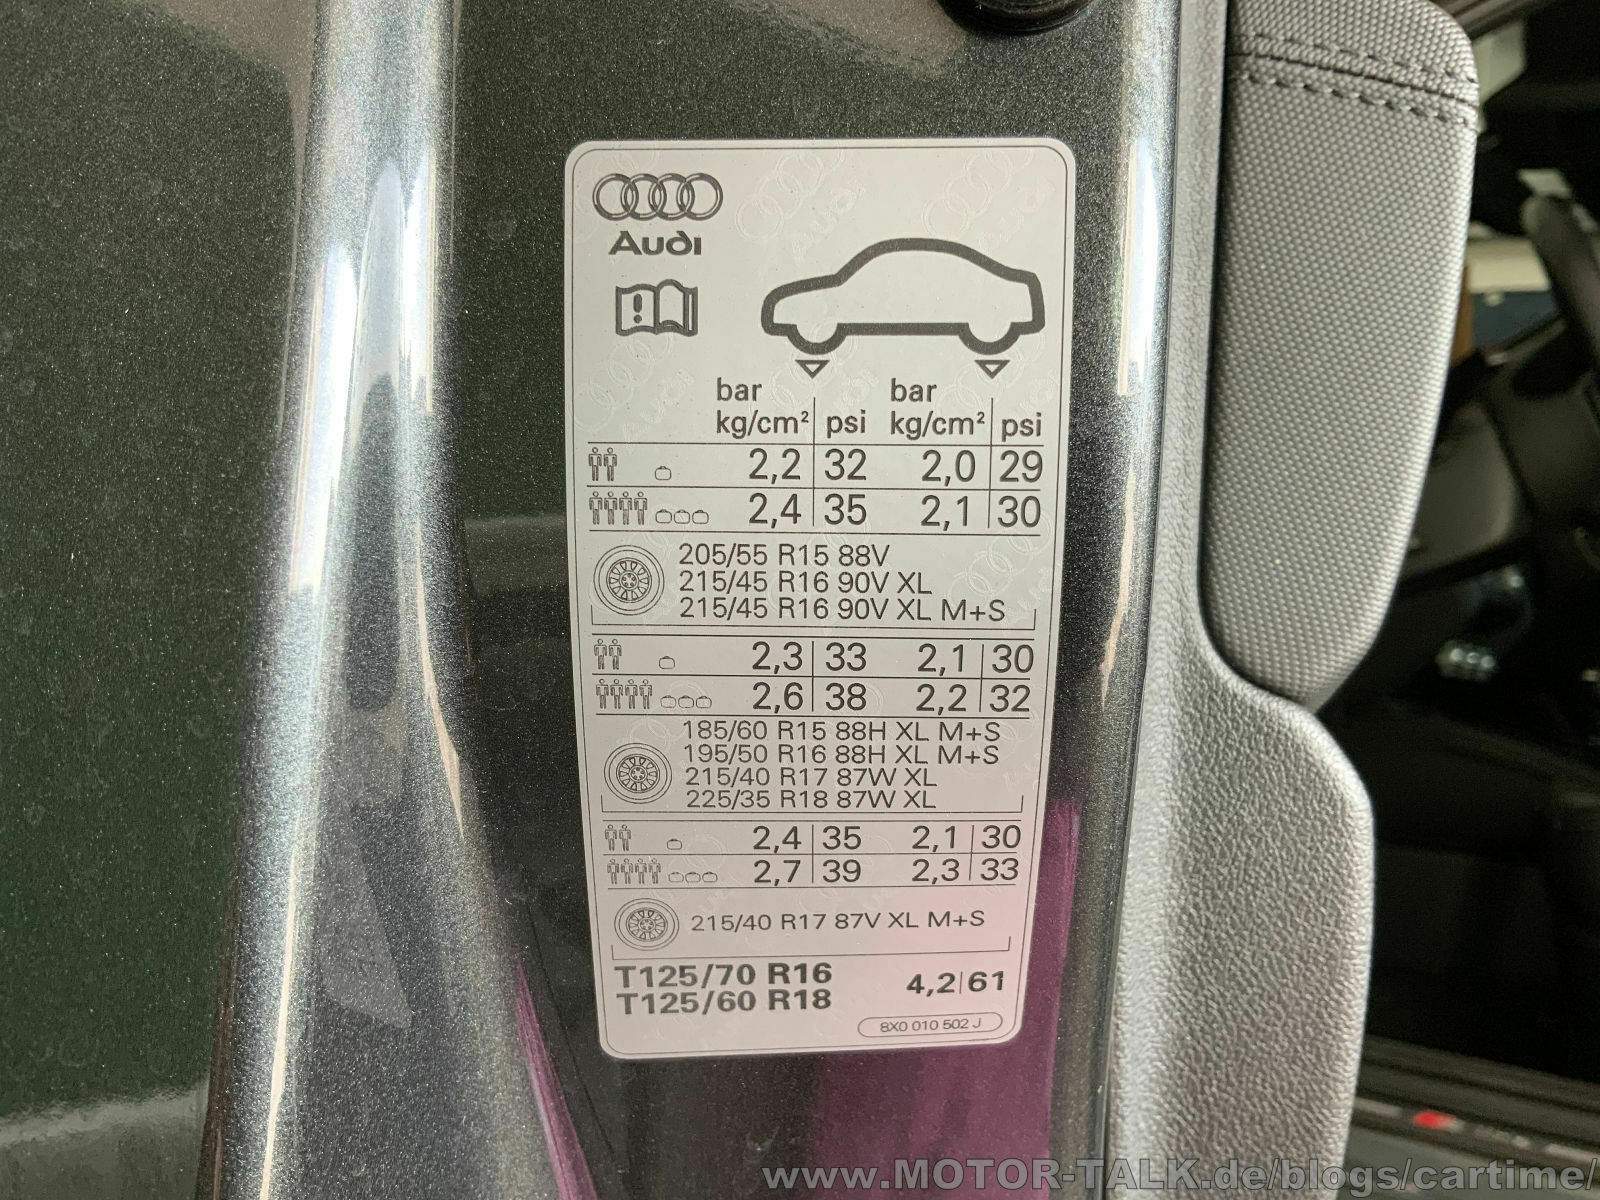 Audi
bar bar
kg/cm² psi kg/cm² psi
2,2 32 2,0 29
2,4 35 2,1 30
205/55 R15 88V
215/45 R16 90V XL
215/45 R16 90V XL M+S
2,3 33 2,1 30
2,6 38 2,2 32
185/60 R15 88H XL M+S
195/50 R16 88H XL M+S
215/40 R17 87W XL
225/35 R18 87W XL
2,4 35 2,1 30
2,7 39 2,3 33
215/40 R17 87V XL M+S
T125/70 R16
T125/60 R18
4,2 61
8X0 010 502 J
www.MOTOR-TALK.de/blogs/cartime/